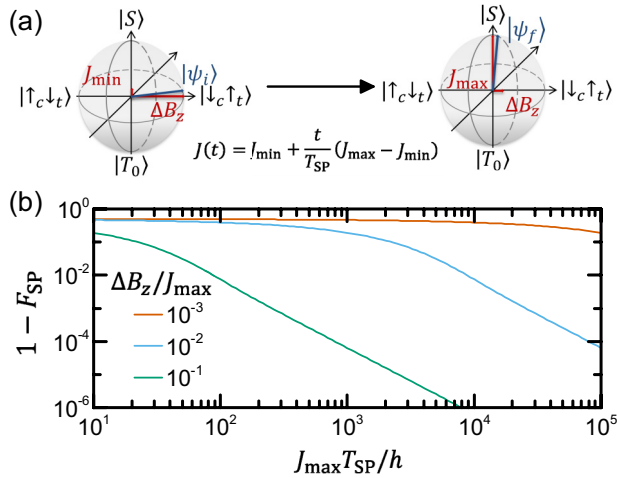 (a)
|S⟩
|ψ_i⟩
J_min
|↑_c↓_t⟩
|↓_c↑_t⟩
ΔB_z
|T_0⟩
|S⟩
|ψ_f⟩
J_max
|↑_c↓_t⟩
|↓_c↑_t⟩
ΔB_z
|T_0⟩
J(t) = J_min + t/T_SP (J_max − J_min)
(b)
10^0
10^-2
10^-4
10^-6
1 − F_SP
ΔB_z/J_max
10^-3
10^-2
10^-1
10^1 10^2 10^3 10^4 10^5
J_max T_SP/h